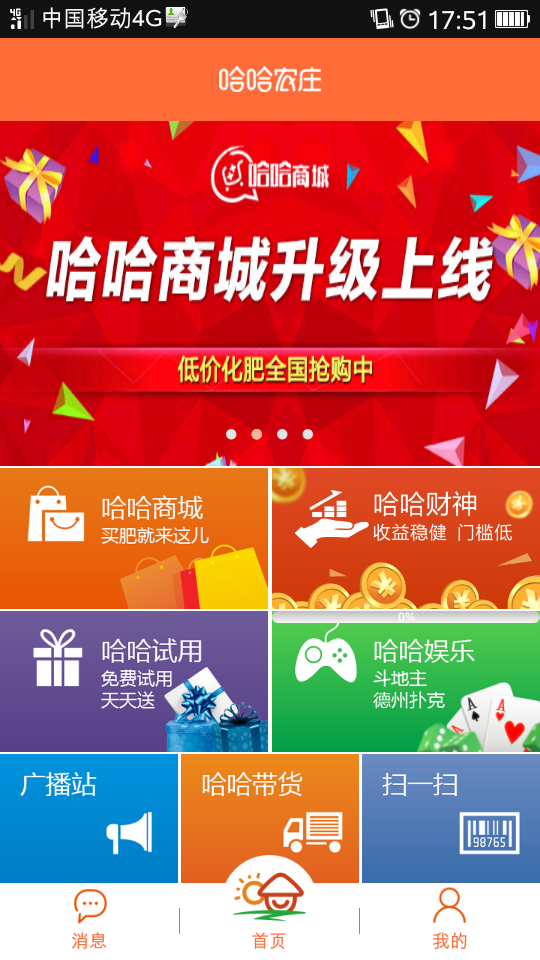 中国移动4G
17:51
哈哈农庄
哈哈商城
哈哈商城升级上线
低价化肥全国抢购中
哈哈商城
买肥就来这儿
哈哈财神
收益稳健 门槛低
哈哈试用
免费试用
天天送
0%
哈哈娱乐
斗地主
德州扑克
A
A
广播站
哈哈带货
扫一扫
98765
消息
首页
我的